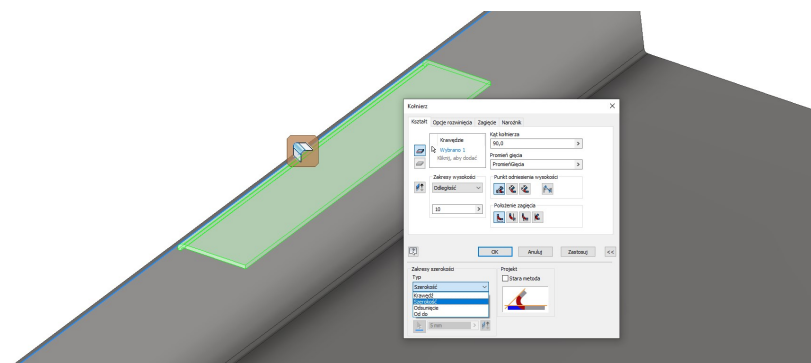 Kołnierz
Kształt Opcje rozwinięcia Zagięcie Narożnik
Krawędzie
Wybrano 1
Kliknij, aby dodać
Kąt kołnierza
90,0
Promień gięcia
PromieńGięcia
Zakresy wysokości
Odległość
10
Punkt odniesienia wysokości
Położenie zagięcia
OK Anuluj Zastosuj <<
Zakresy szerokości
Typ
Szerokość
Krawędź
Szerokość
Odsunięcie
Od do
5 mm
Projekt
Stara metoda